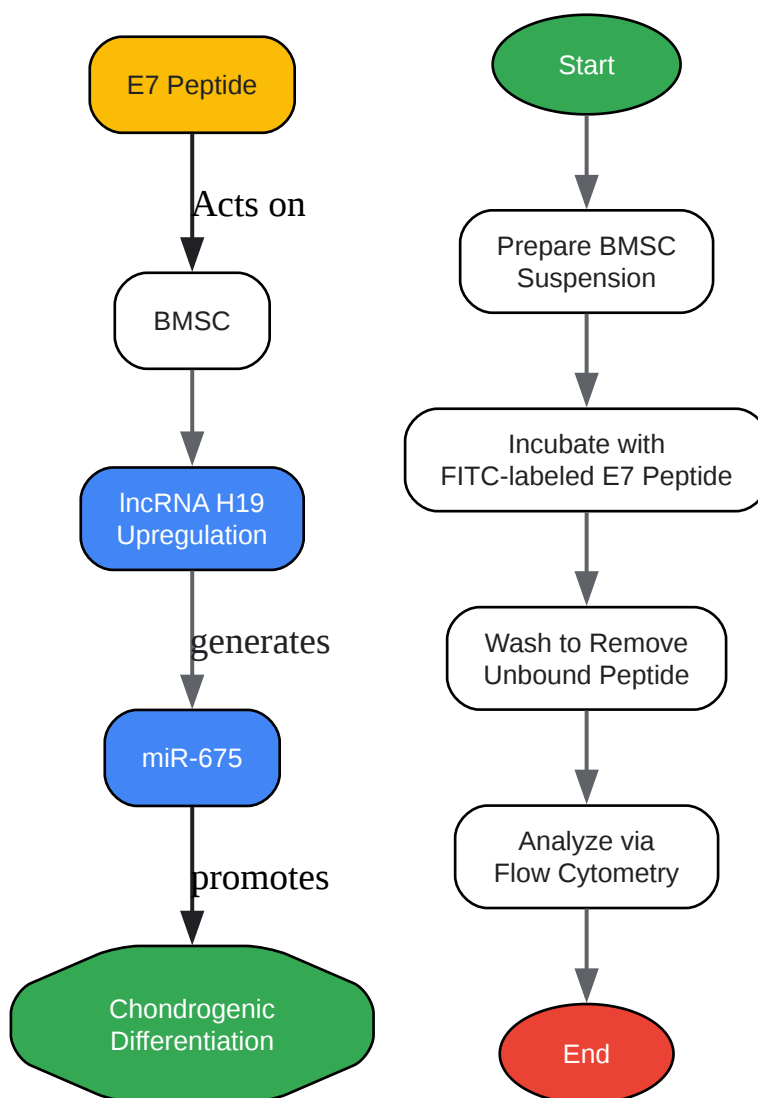 E7 Peptide
Acts on
BMSC
lncRNA H19
Upregulation
generates
miR-675
promotes
Chondrogenic
Differentiation
Start
Prepare BMSC
Suspension
Incubate with
FITC-labeled E7 Peptide
Wash to Remove
Unbound Peptide
Analyze via
Flow Cytometry
End